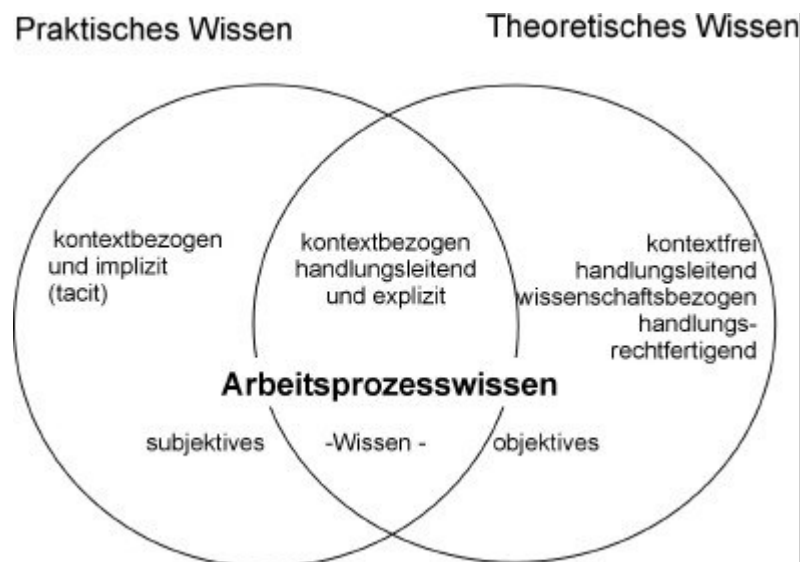 Praktisches Wissen
Theoretisches Wissen
kontextbezogen
und implizit
(tacit)
kontextbezogen
handlungsleitend
und explizit
kontextfrei
handlungsleitend
wissenschaftsbezogen
handlungs-
rechtfertigend
Arbeitsprozesswissen
subjektives -Wissen - objektives